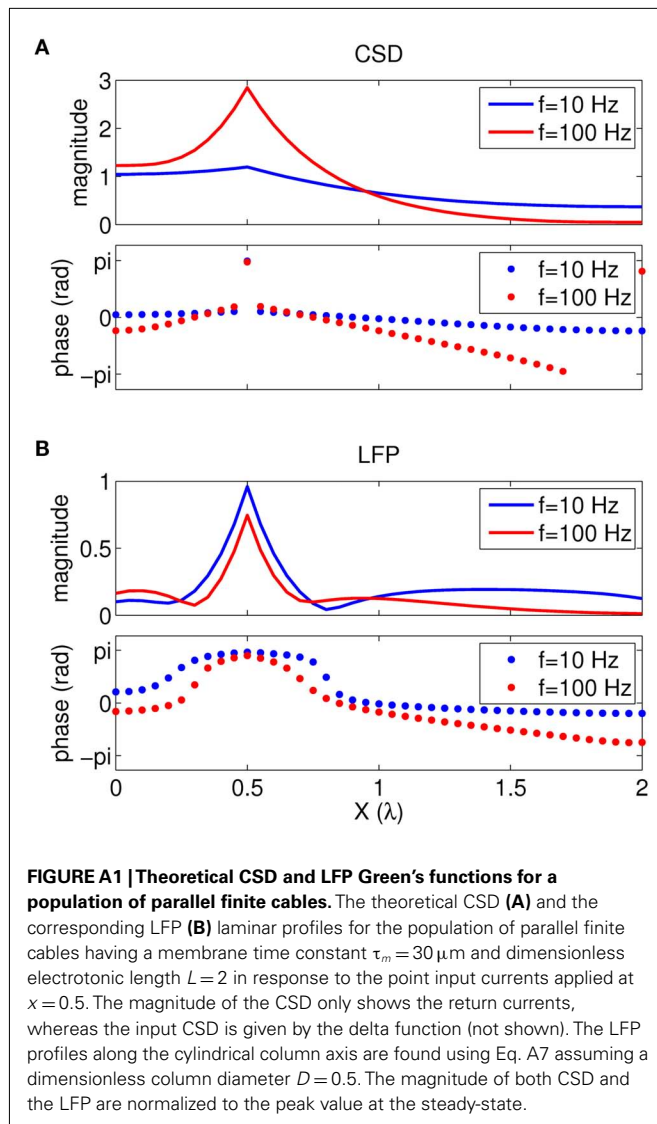 A
CSD
3
2
1
0
magnitude
f=10 Hz
f=100 Hz
pi
0
−pi
phase (rad)
f=10 Hz
f=100 Hz
B
LFP
1
0.5
0
magnitude
f=10 Hz
f=100 Hz
pi
0
−pi
phase (rad)
f=10 Hz
f=100 Hz
0 0.5 1 1.5 2
X (λ)
FIGURE A1 | Theoretical CSD and LFP Green's functions for a
population of parallel finite cables. The theoretical CSD (A) and the
corresponding LFP (B) laminar profiles for the population of parallel finite
cables having a membrane time constant τm = 30 μm and dimensionless
electrotonic length L = 2 in response to the point input currents applied at
x = 0.5. The magnitude of the CSD only shows the return currents,
whereas the input CSD is given by the delta function (not shown). The LFP
profiles along the cylindrical column axis are found using Eq. A7 assuming a
dimensionless column diameter D = 0.5. The magnitude of both CSD and
the LFP are normalized to the peak value at the steady-state.